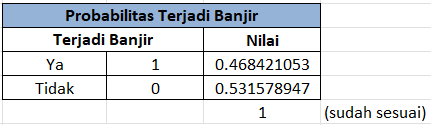 Probabilitas Terjadi Banjir
Terjadi Banjir Nilai
Ya 1 0.468421053
Tidak 0 0.531578947
1 (sudah sesuai)